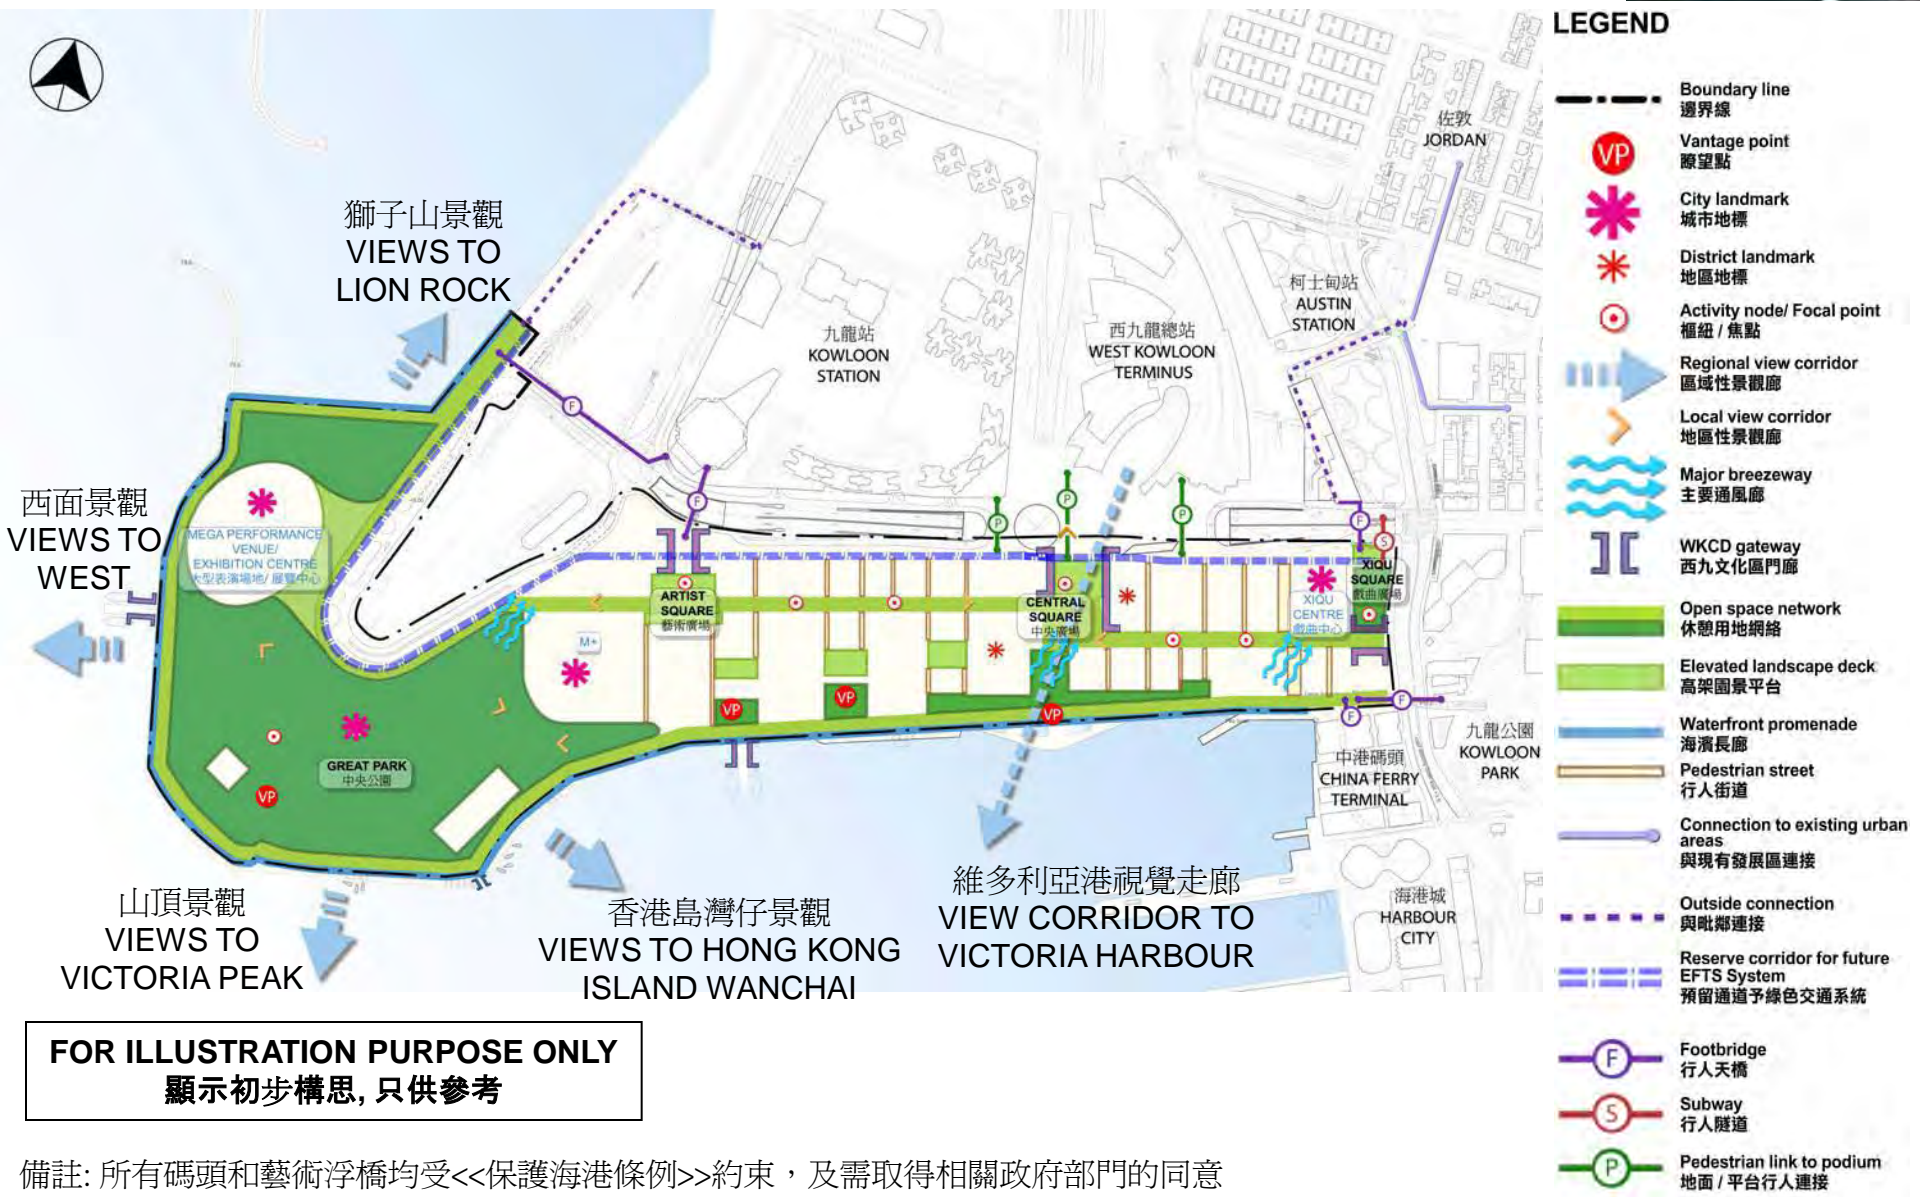 獅子山景觀
VIEWS TO
LION ROCK
西面景觀
VIEWS TO
WEST
山頂景觀
VIEWS TO
VICTORIA PEAK
香港島灣仔景觀
VIEWS TO HONG KONG
ISLAND WANCHAI
維多利亞港視覺走廊
VIEW CORRIDOR TO
VICTORIA HARBOUR
佐敦
JORDAN
柯士甸站
AUSTIN
STATION
九龍站
KOWLOON
STATION
西九龍總站
WEST KOWLOON
TERMINUS
MEGA PERFORMANCE
VENUE/
EXHIBITION CENTRE
大型表演場地/ 展覽中心
ARTIST
SQUARE
藝術廣場
M+
CENTRAL
SQUARE
中央廣場
XIQU
CENTRE
戲曲中心
XIQU
SQUARE
戲曲廣場
GREAT PARK
中央公園
中港碼頭
CHINA FERRY
TERMINAL
九龍公園
KOWLOON
PARK
海港城
HARBOUR
CITY
F
F
P
P
P
F
S
F
F
VP
VP
VP
VP
LEGEND
Boundary line
邊界線
VP
Vantage point
瞭望點
City landmark
城市地標
District landmark
地區地標
Activity node/ Focal point
樞紐 / 焦點
Regional view corridor
區域性景觀廊
Local view corridor
地區性景觀廊
Major breezeway
主要通風廊
WKCD gateway
西九文化區門廊
Open space network
休憩用地網絡
Elevated landscape deck
高架園景平台
Waterfront promenade
海濱長廊
Pedestrian street
行人街道
Connection to existing urban
areas
與現有發展區連接
Outside connection
與毗鄰連接
Reserve corridor for future
EFTS System
預留通道予綠色交通系統
F
Footbridge
行人天橋
S
Subway
行人隧道
P
Pedestrian link to podium
地面 / 平台行人連接
FOR ILLUSTRATION PURPOSE ONLY
顯示初步構思, 只供參考
備註: 所有碼頭和藝術浮橋均受<<保護海港條例>>約束，及需取得相關政府部門的同意